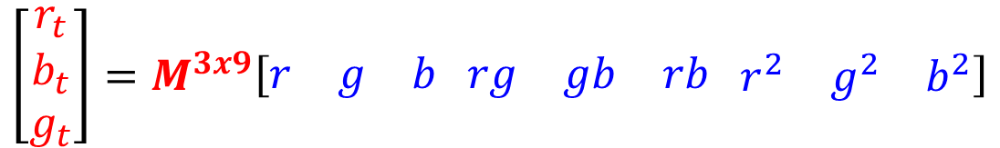 [r_t
b_t
g_t] = M^{3x9}[r g b rg gb rb r^2 g^2 b^2]